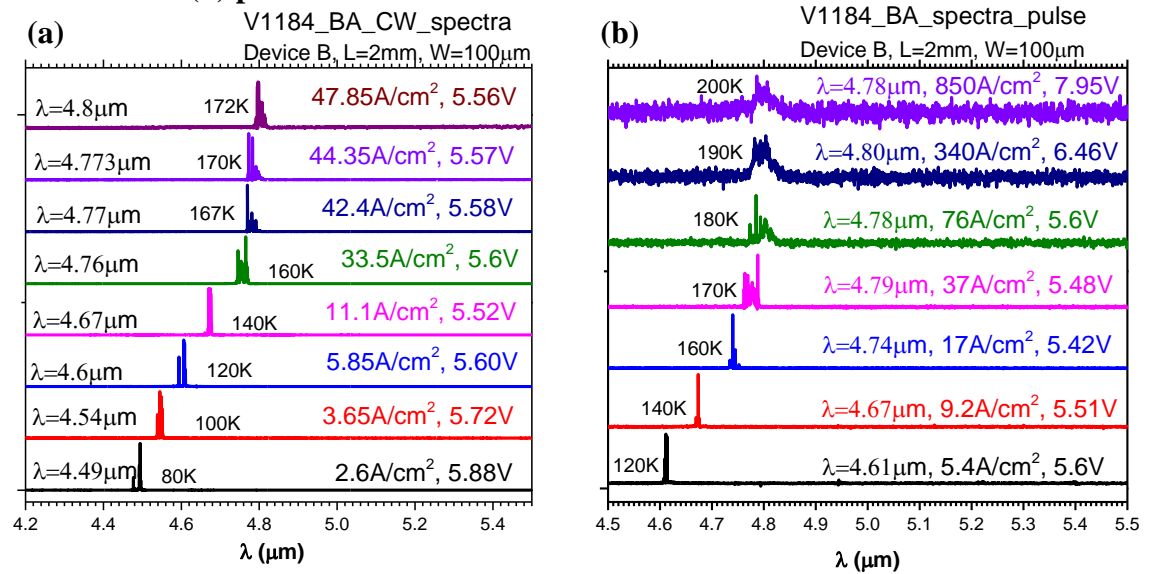 (a)
V1184_BA_CW_spectra
Device B, L=2mm, W=100μm
λ=4.8μm 172K 47.85A/cm², 5.56V
λ=4.773μm 170K 44.35A/cm², 5.57V
λ=4.77μm 167K 42.4A/cm², 5.58V
λ=4.76μm 160K 33.5A/cm², 5.6V
λ=4.67μm 140K 11.1A/cm², 5.52V
λ=4.6μm 120K 5.85A/cm², 5.60V
λ=4.54μm 100K 3.65A/cm², 5.72V
λ=4.49μm 80K 2.6A/cm², 5.88V
4.2 4.4 4.6 4.8 5.0 5.2 5.4
λ (μm)
(b)
V1184_BA_spectra_pulse
Device B, L=2mm, W=100μm
200K λ=4.78μm, 850A/cm², 7.95V
190K λ=4.80μm, 340A/cm², 6.46V
180K λ=4.78μm, 76A/cm², 5.6V
170K λ=4.79μm, 37A/cm², 5.48V
160K λ=4.74μm, 17A/cm², 5.42V
140K λ=4.67μm, 9.2A/cm², 5.51V
120K λ=4.61μm, 5.4A/cm², 5.6V
4.5 4.6 4.7 4.8 4.9 5.0 5.1 5.2 5.3 5.4 5.5
λ (μm)